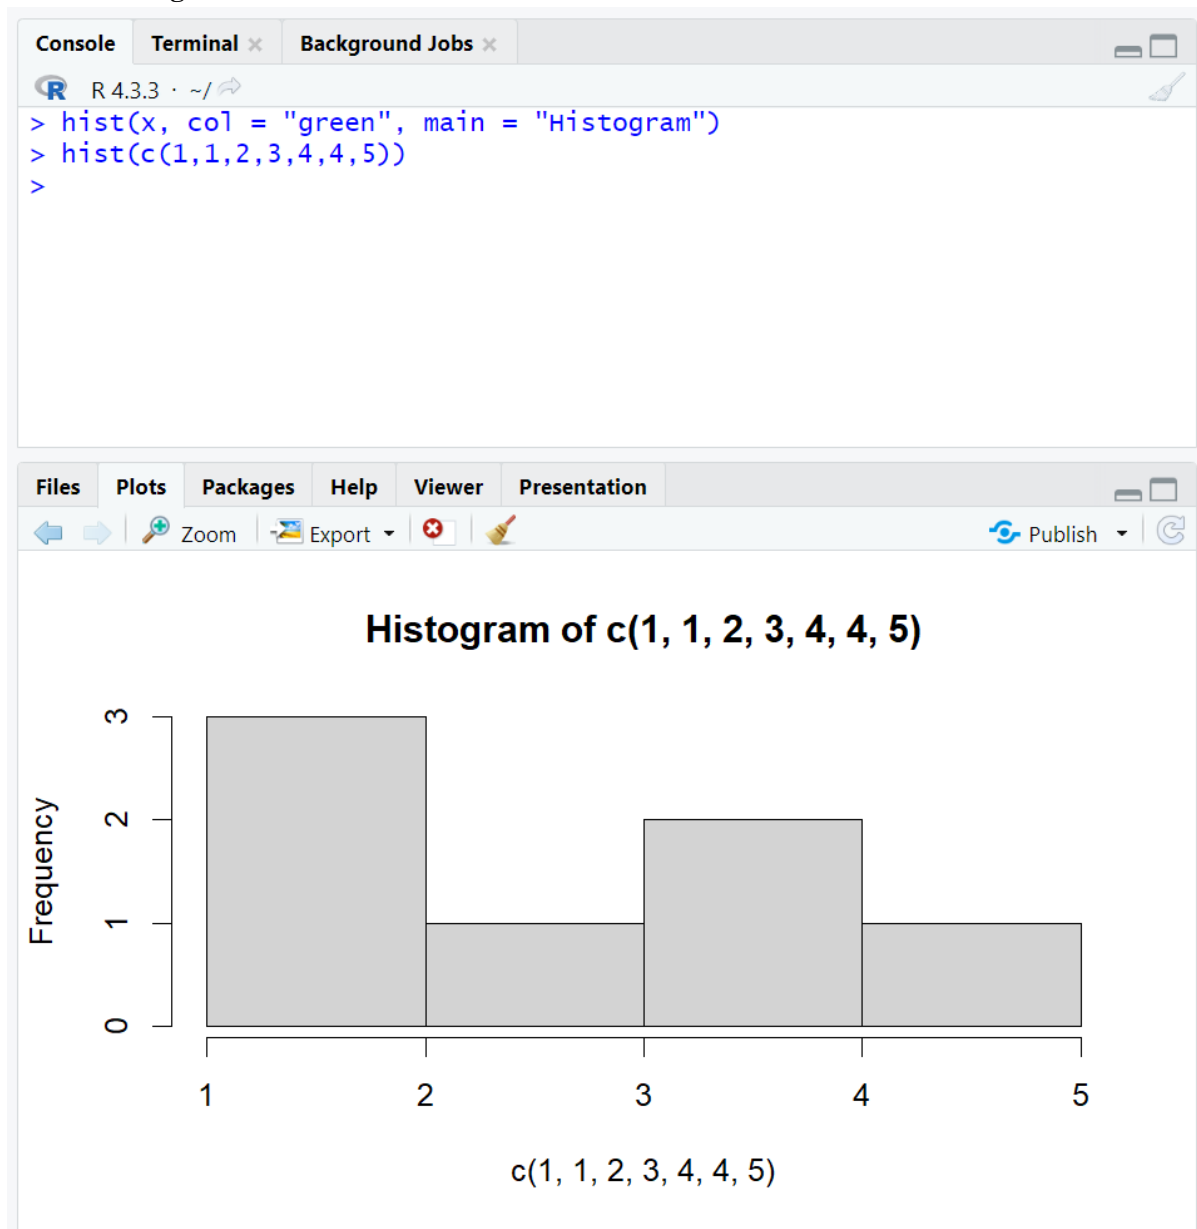 Console Terminal Background Jobs
R R 4.3.3 · ~/
> hist(x, col = "green", main = "Histogram")
> hist(c(1,1,2,3,4,4,5))
>
Files Plots Packages Help Viewer Presentation
Zoom Export Publish
Histogram of c(1, 1, 2, 3, 4, 4, 5)
3
2
1
0
Frequency
1 2 3 4 5
c(1, 1, 2, 3, 4, 4, 5)